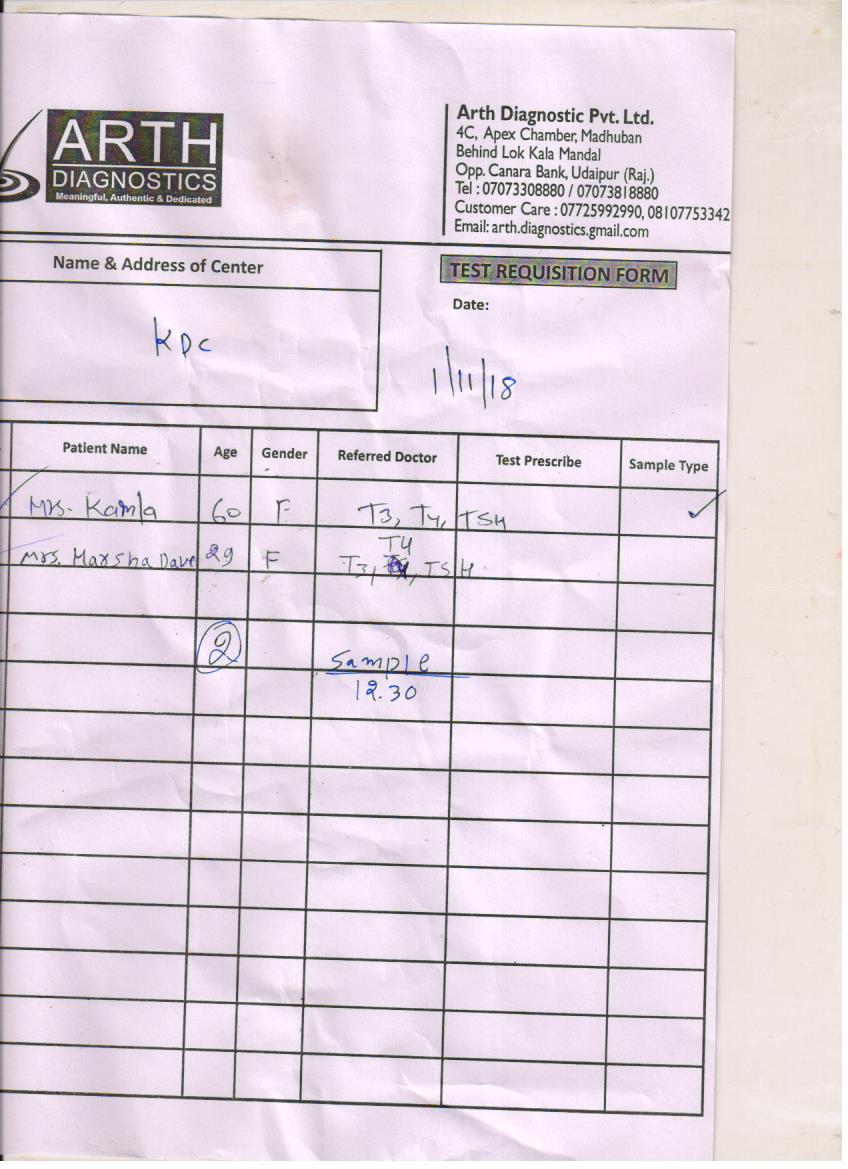 ARTH
DIAGNOSTICS
Meaningful, Authentic & Dedicated
Arth Diagnostic Pvt. Ltd.
4C, Apex Chamber, Madhuban
Behind Lok Kala Mandal
Opp. Canara Bank, Udaipur (Raj.)
Tel : 07073308880 / 07073818880
Customer Care : 07725992990, 08107753342
Email: arth.diagnostics.gmail.com
Name & Address of Center
TEST REQUISITION FORM
Date:
KDC
1/11/18
Patient Name Age Gender Referred Doctor Test Prescribe Sample Type
Mrs. Kamla 60 F T3, T4, TSH
T4
Mrs. Marsha Dave 29 F T3, , TSH
2
Sample
12.30